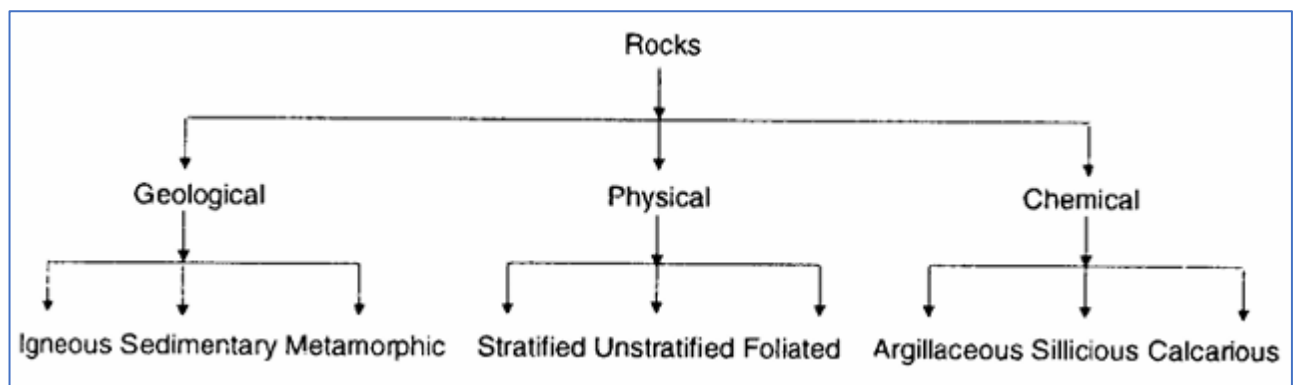 Rocks
Geological Physical Chemical
Igneous Sedimentary Metamorphic Stratified Unstratified Foliated Argillaceous Sillicious Calcarious